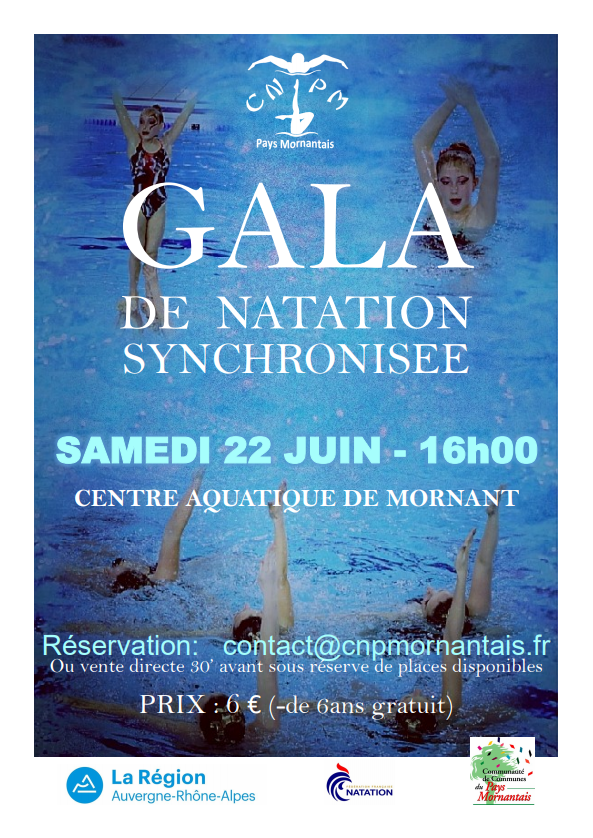 CNPM
Pays Mornantais
GALA
DE NATATION
SYNCHRONISEE
SAMEDI 22 JUIN - 16h00
CENTRE AQUATIQUE DE MORNANT
Réservation: contact@cnpmornantais.fr
Ou vente directe 30' avant sous réserve de places disponibles
PRIX : 6 € (-de 6ans gratuit)
La Région
Auvergne-Rhône-Alpes
FÉDÉRATION FRANÇAISE
NATATION
Communauté
de Communes
du Pays
Mornantais